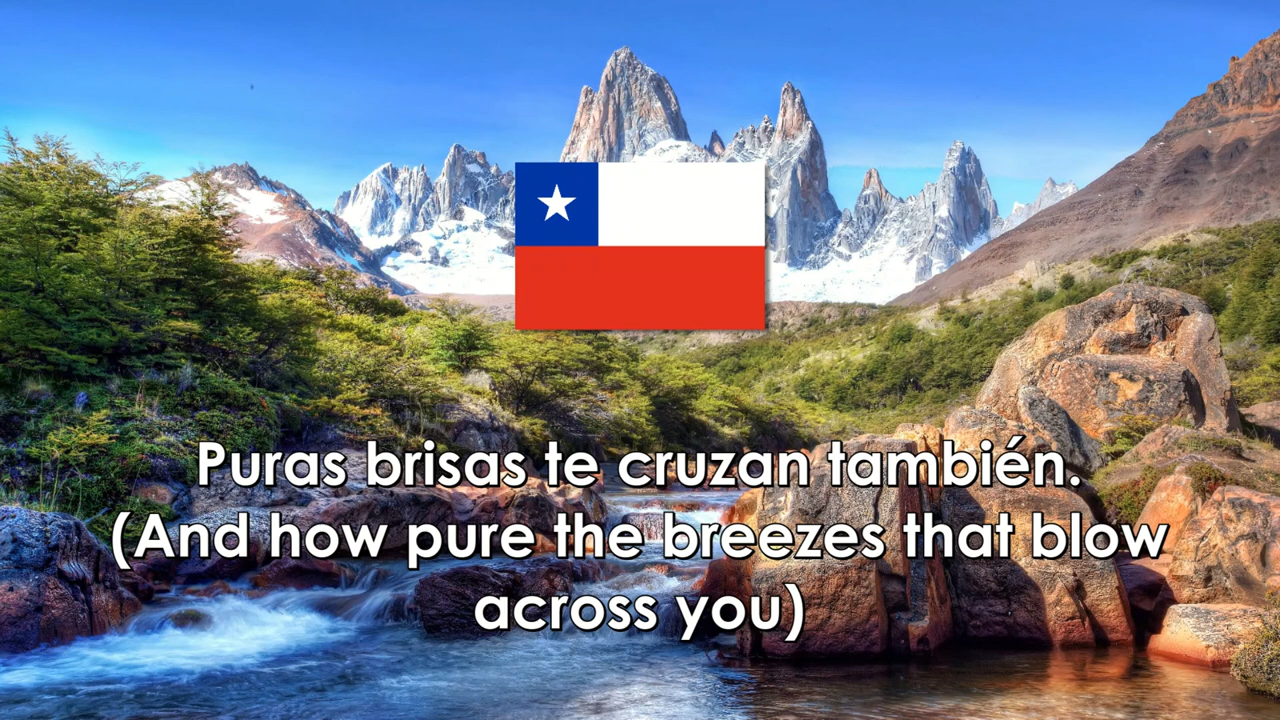 Puras brisas te cruzan también.
(And how pure the breezes that blow
across you)